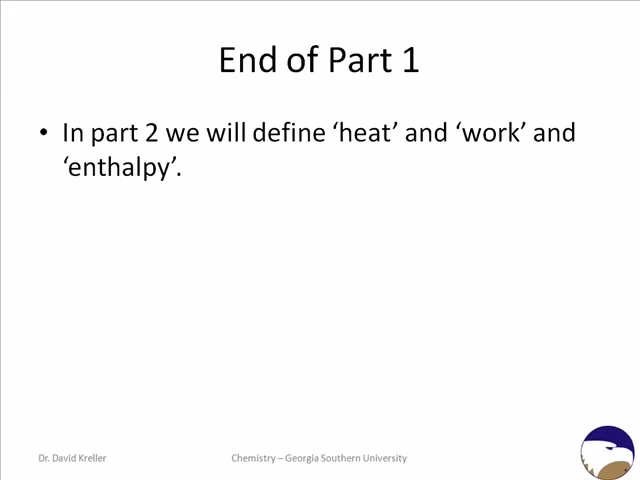 End of Part 1
• In part 2 we will define ‘heat’ and ‘work’ and
‘enthalpy’.
Dr. David Kreller
Chemistry – Georgia Southern University